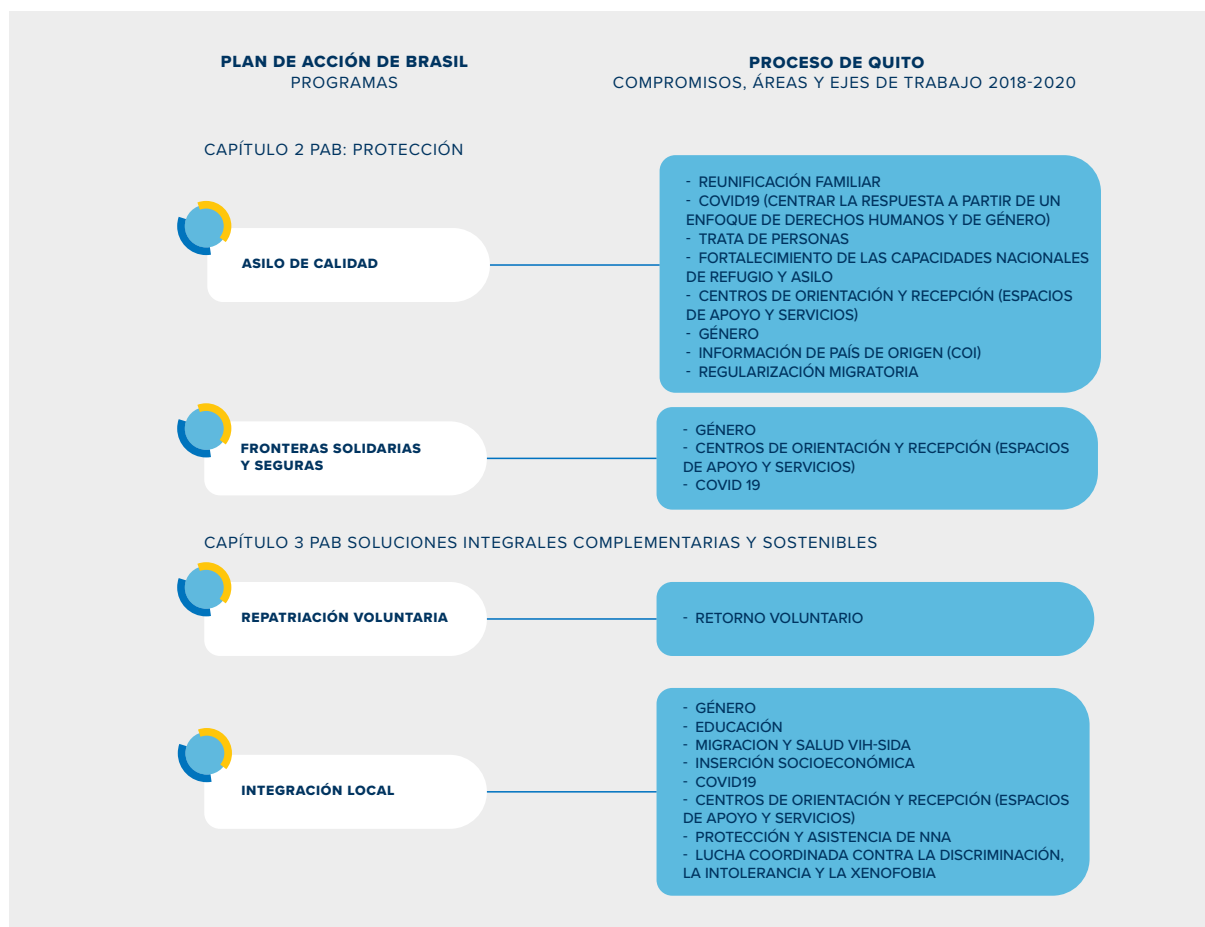 PLAN DE ACCIÓN DE BRASIL
PROGRAMAS
PROCESO DE QUITO
COMPROMISOS, ÁREAS Y EJES DE TRABAJO 2018-2020
CAPÍTULO 2 PAB: PROTECCIÓN
ASILO DE CALIDAD
- REUNIFICACIÓN FAMILIAR
- COVID19 (CENTRAR LA RESPUESTA A PARTIR DE UN
ENFOQUE DE DERECHOS HUMANOS Y DE GÉNERO)
- TRATA DE PERSONAS
- FORTALECIMIENTO DE LAS CAPACIDADES NACIONALES
DE REFUGIO Y ASILO
- CENTROS DE ORIENTACIÓN Y RECEPCIÓN (ESPACIOS
DE APOYO Y SERVICIOS)
- GÉNERO
- INFORMACIÓN DE PAÍS DE ORIGEN (COI)
- REGULARIZACIÓN MIGRATORIA
FRONTERAS SOLIDARIAS
Y SEGURAS
- GÉNERO
- CENTROS DE ORIENTACIÓN Y RECEPCIÓN (ESPACIOS
DE APOYO Y SERVICIOS)
- COVID 19
CAPÍTULO 3 PAB SOLUCIONES INTEGRALES COMPLEMENTARIAS Y SOSTENIBLES
REPATRIACIÓN VOLUNTARIA
- RETORNO VOLUNTARIO
INTEGRACIÓN LOCAL
- GÉNERO
- EDUCACIÓN
- MIGRACION Y SALUD VIH-SIDA
- INSERCIÓN SOCIOECONÓMICA
- COVID19
- CENTROS DE ORIENTACIÓN Y RECEPCIÓN (ESPACIOS
DE APOYO Y SERVICIOS)
- PROTECCIÓN Y ASISTENCIA DE NNA
- LUCHA COORDINADA CONTRA LA DISCRIMINACIÓN,
LA INTOLERANCIA Y LA XENOFOBIA